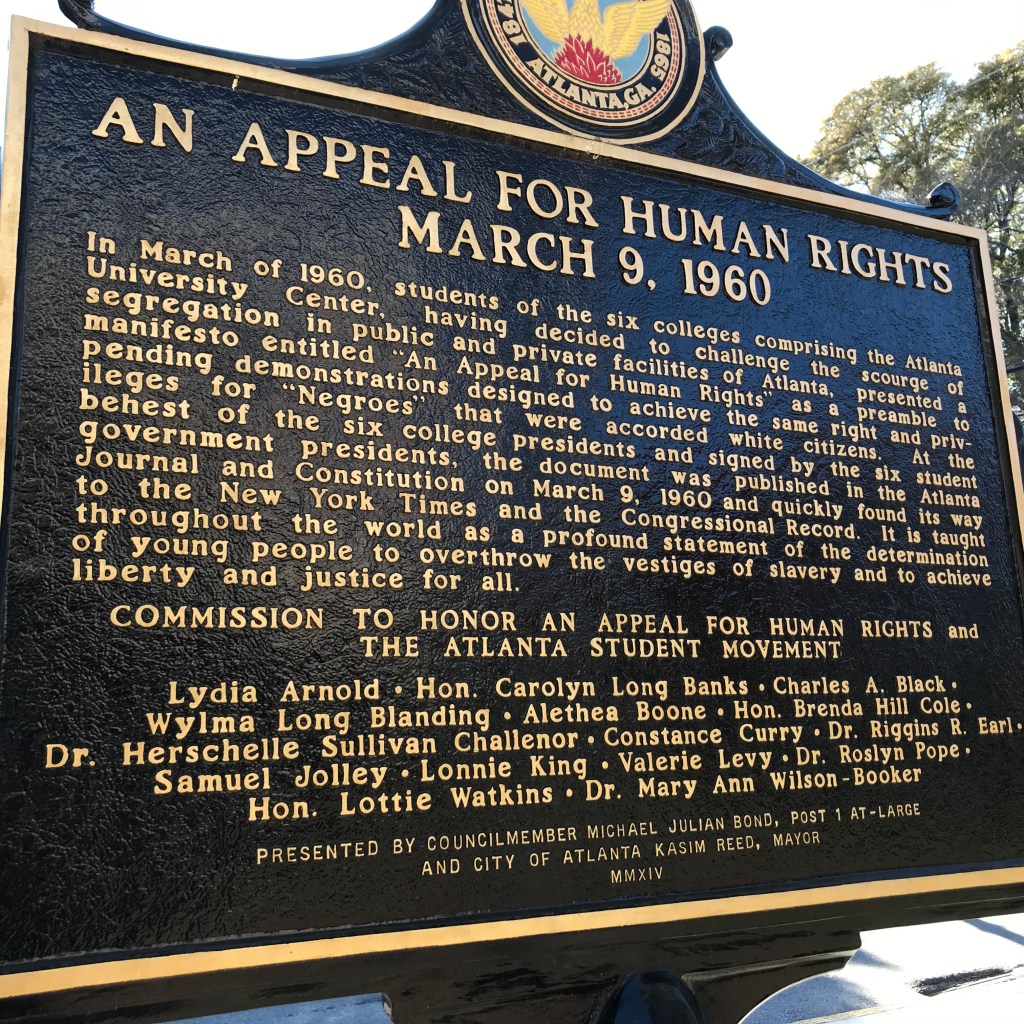 1847 ATLANTA, GA. 1865
AN APPEAL FOR HUMAN RIGHTS
MARCH 9, 1960
In March of 1960, students of the six colleges comprising the Atlanta
University Center, having decided to challenge the scourge of
segregation in public and private facilities of Atlanta, presented a
manifesto entitled "An Appeal for Human Rights" as a preamble to
pending demonstrations designed to achieve the same right and priv-
ileges for "Negroes" that were accorded white citizens. At the
behest of the six college presidents and signed by the six student
government presidents, the document was published in the Atlanta
Journal and Constitution on March 9, 1960 and quickly found its way
to the New York Times and the Congressional Record. It is taught
throughout the world as a profound statement of the determination
of young people to overthrow the vestiges of slavery and to achieve
liberty and justice for all.
COMMISSION TO HONOR AN APPEAL FOR HUMAN RIGHTS and
THE ATLANTA STUDENT MOVEMENT
Lydia Arnold · Hon. Carolyn Long Banks · Charles A. Black ·
Wylma Long Blanding · Alethea Boone · Hon. Brenda Hill Cole ·
Dr. Herschelle Sullivan Challenor · Constance Curry · Dr. Riggins R. Earl ·
Samuel Jolley · Lonnie King · Valerie Levy · Dr. Roslyn Pope ·
Hon. Lottie Watkins · Dr. Mary Ann Wilson-Booker
PRESENTED BY COUNCILMEMBER MICHAEL JULIAN BOND, POST 1 AT-LARGE
AND CITY OF ATLANTA KASIM REED, MAYOR
MMXIV